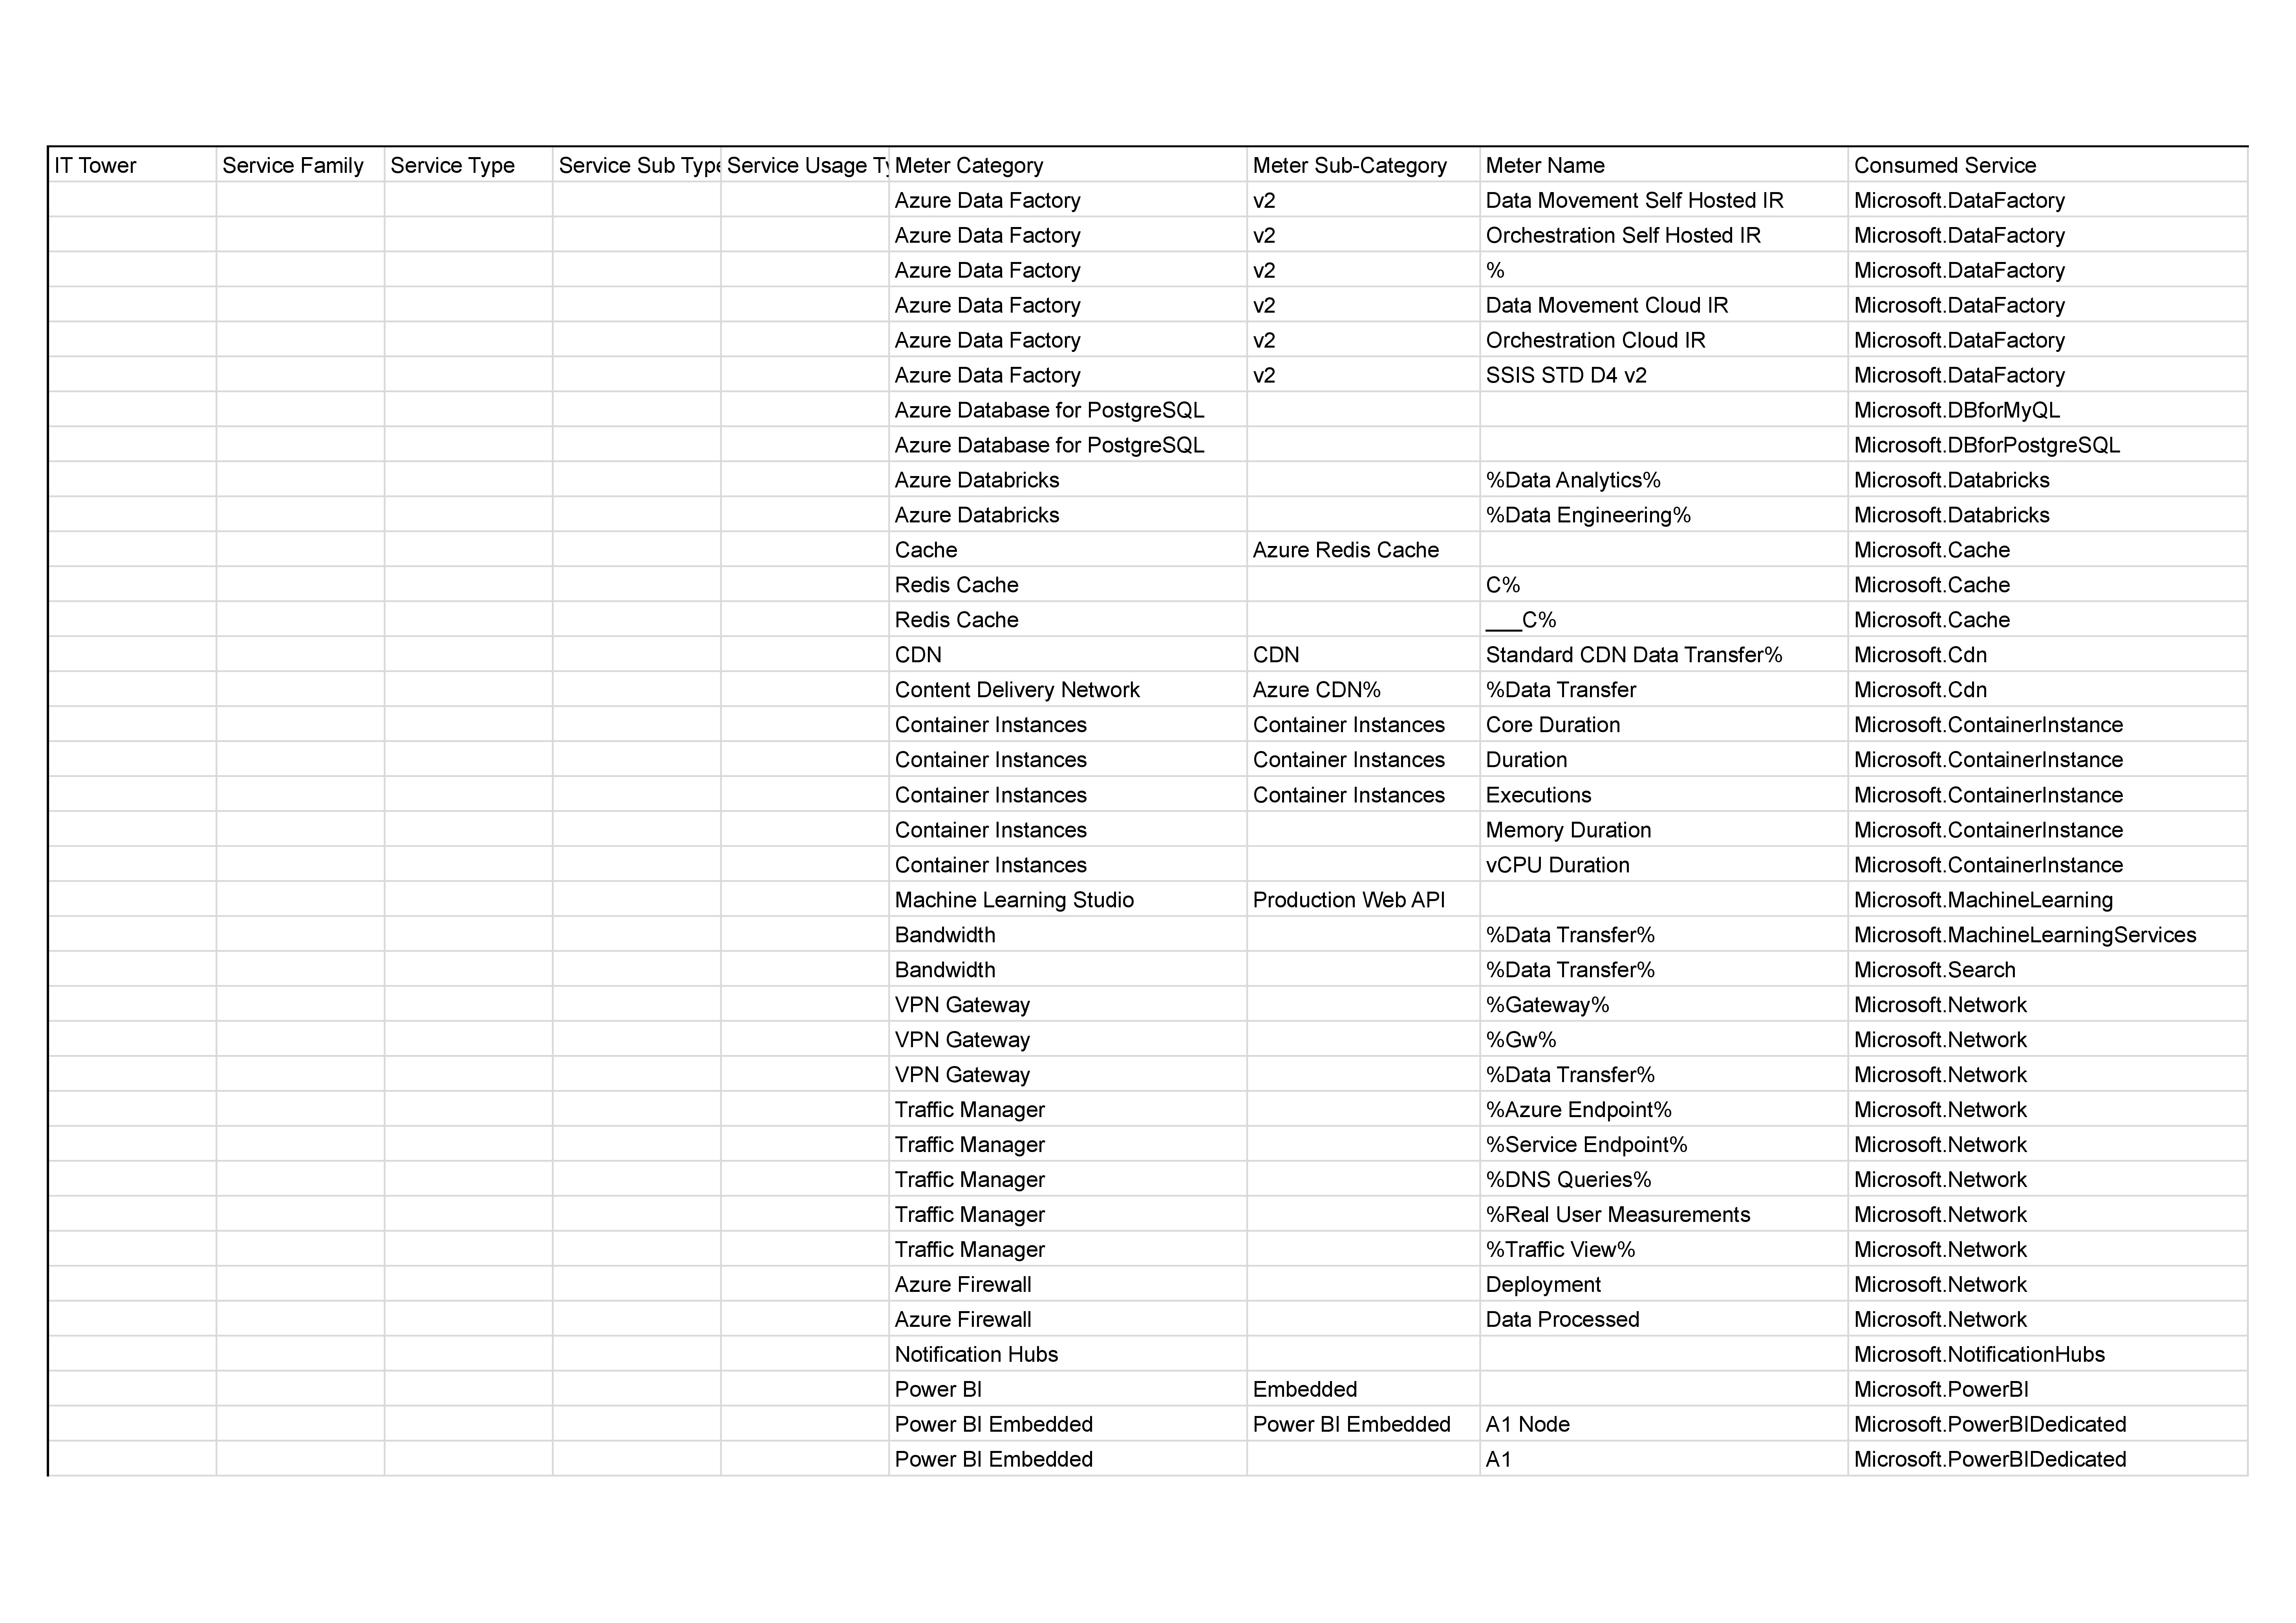 IT Tower Service Family Service Type Service Sub Type Service Usage Ty Meter Category Meter Sub-Category Meter Name Consumed Service
Azure Data Factory v2 Data Movement Self Hosted IR Microsoft.DataFactory
Azure Data Factory v2 Orchestration Self Hosted IR Microsoft.DataFactory
Azure Data Factory v2 % Microsoft.DataFactory
Azure Data Factory v2 Data Movement Cloud IR Microsoft.DataFactory
Azure Data Factory v2 Orchestration Cloud IR Microsoft.DataFactory
Azure Data Factory v2 SSIS STD D4 v2 Microsoft.DataFactory
Azure Database for PostgreSQL Microsoft.DBforMyQL
Azure Database for PostgreSQL Microsoft.DBforPostgreSQL
Azure Databricks %Data Analytics% Microsoft.Databricks
Azure Databricks %Data Engineering% Microsoft.Databricks
Cache Azure Redis Cache Microsoft.Cache
Redis Cache C% Microsoft.Cache
Redis Cache ___C% Microsoft.Cache
CDN CDN Standard CDN Data Transfer% Microsoft.Cdn
Content Delivery Network Azure CDN% %Data Transfer Microsoft.Cdn
Container Instances Container Instances Core Duration Microsoft.ContainerInstance
Container Instances Container Instances Duration Microsoft.ContainerInstance
Container Instances Container Instances Executions Microsoft.ContainerInstance
Container Instances Memory Duration Microsoft.ContainerInstance
Container Instances vCPU Duration Microsoft.ContainerInstance
Machine Learning Studio Production Web API Microsoft.MachineLearning
Bandwidth %Data Transfer% Microsoft.MachineLearningServices
Bandwidth %Data Transfer% Microsoft.Search
VPN Gateway %Gateway% Microsoft.Network
VPN Gateway %Gw% Microsoft.Network
VPN Gateway %Data Transfer% Microsoft.Network
Traffic Manager %Azure Endpoint% Microsoft.Network
Traffic Manager %Service Endpoint% Microsoft.Network
Traffic Manager %DNS Queries% Microsoft.Network
Traffic Manager %Real User Measurements Microsoft.Network
Traffic Manager %Traffic View% Microsoft.Network
Azure Firewall Deployment Microsoft.Network
Azure Firewall Data Processed Microsoft.Network
Notification Hubs Microsoft.NotificationHubs
Power BI Embedded Microsoft.PowerBI
Power BI Embedded Power BI Embedded A1 Node Microsoft.PowerBIDedicated
Power BI Embedded A1 Microsoft.PowerBIDedicated